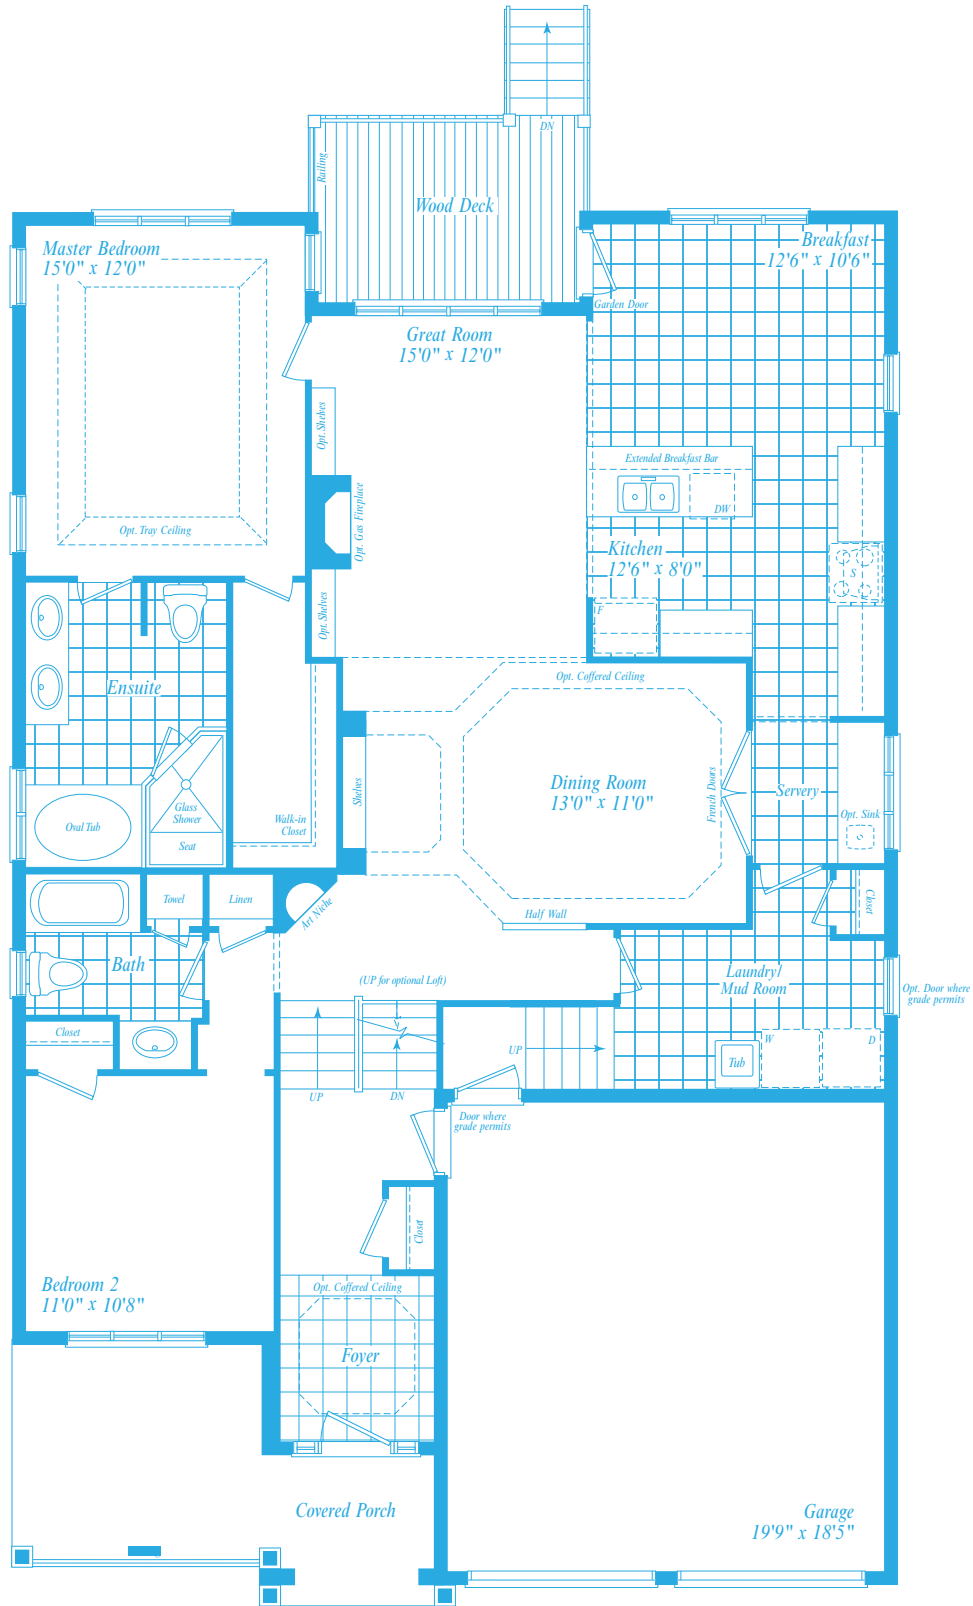 DN
Railing
Wood Deck
Master Bedroom
15'0" x 12'0"
Breakfast
12'6" x 10'6"
Garden Door
Great Room
15'0" x 12'0"
Opt. Shelves
Extended Breakfast Bar
DW
Opt. Gas Fireplace
Opt. Tray Ceiling
Kitchen
12'6" x 8'0"
S
F
Opt. Shelves
Opt. Coffered Ceiling
Ensuite
Dining Room
13'0" x 11'0"
Shelves
French Doors
Servery
Opt. Sink
Glass
Shower
Oval Tub
Seat
Walk-in
Closet
Towel
Linen
Art Niche
Half Wall
Closet
Bath
Laundry/
Mud Room
(UP for optional Loft)
Opt. Door where
grade permits
Closet
UP
W
D
Tub
UP
DN
Door where
grade permits
Closet
Bedroom 2
11'0" x 10'8"
Opt. Coffered Ceiling
Foyer
Covered Porch
Garage
19'9" x 18'5"